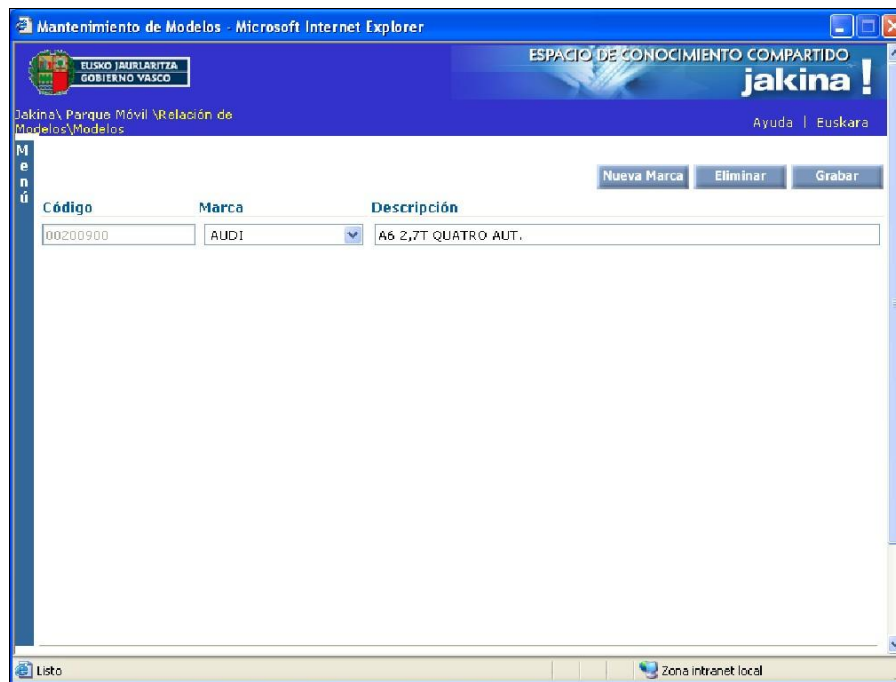 Mantenimiento de Modelos - Microsoft Internet Explorer
EUSKO JAURLARITZA
GOBIERNO VASCO
ESPACIO DE CONOCIMIENTO COMPARTIDO
jakina!
Jakina\ Parque Móvil \Relación de
Modelos\Modelos
Ayuda | Euskara
Menú
Nueva Marca Eliminar Grabar
Código Marca Descripción
00200900 AUDI A6 2,7T QUATRO AUT.
Listo Zona intranet local